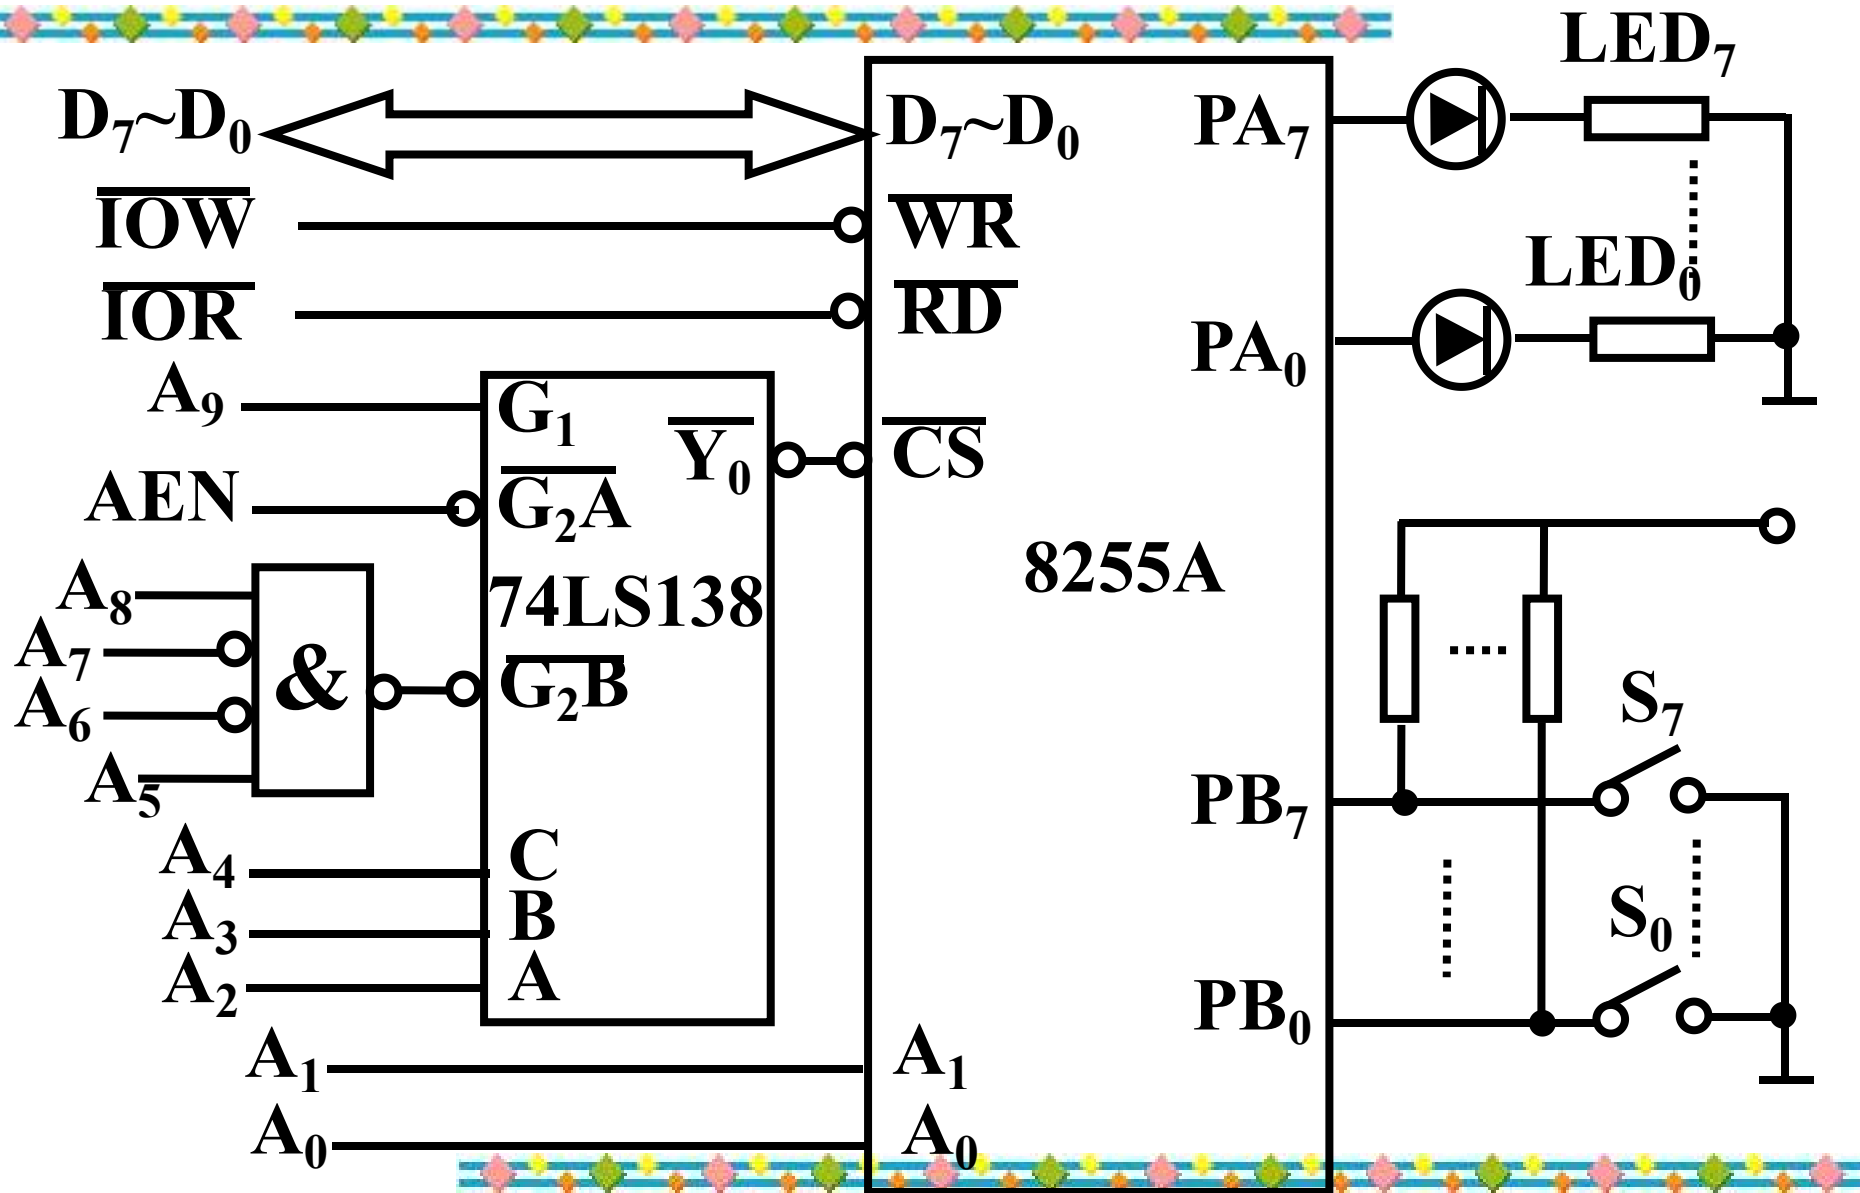 LED7
D7~D0
D7~D0
PA7
IOW
WR
LED0
IOR
RD
PA0
A9
G1
Y0
CS
AEN
G2A
8255A
A8
74LS138
A7
&
G2B
A6
S7
A5
PB7
A4
C
A3
B
S0
A2
A
PB0
A1
A1
A0
A0